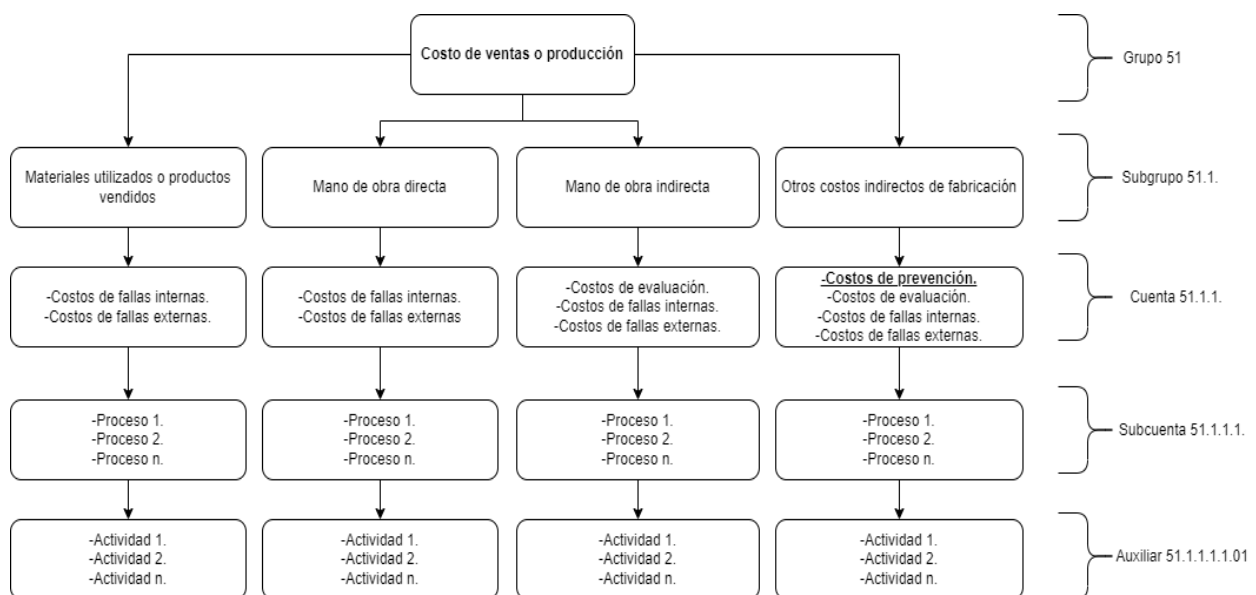 Costo de ventas o producción
Grupo 51
Materiales utilizados o productos
vendidos
Mano de obra directa
Mano de obra indirecta
Otros costos indirectos de fabricación
Subgrupo 51.1.
-Costos de fallas internas.
-Costos de fallas externas.
-Costos de fallas internas.
-Costos de fallas externas
-Costos de evaluación.
-Costos de fallas internas.
-Costos de fallas externas.
-Costos de prevención.
-Costos de evaluación.
-Costos de fallas internas.
-Costos de fallas externas.
Cuenta 51.1.1.
-Proceso 1.
-Proceso 2.
-Proceso n.
-Proceso 1.
-Proceso 2.
-Proceso n.
-Proceso 1.
-Proceso 2.
-Proceso n.
-Proceso 1.
-Proceso 2.
-Proceso n.
Subcuenta 51.1.1.1.
-Actividad 1.
-Actividad 2.
-Actividad n.
-Actividad 1.
-Actividad 2.
-Actividad n.
-Actividad 1.
-Actividad 2.
-Actividad n.
-Actividad 1.
-Actividad 2.
-Actividad n.
Auxiliar 51.1.1.1.1.01